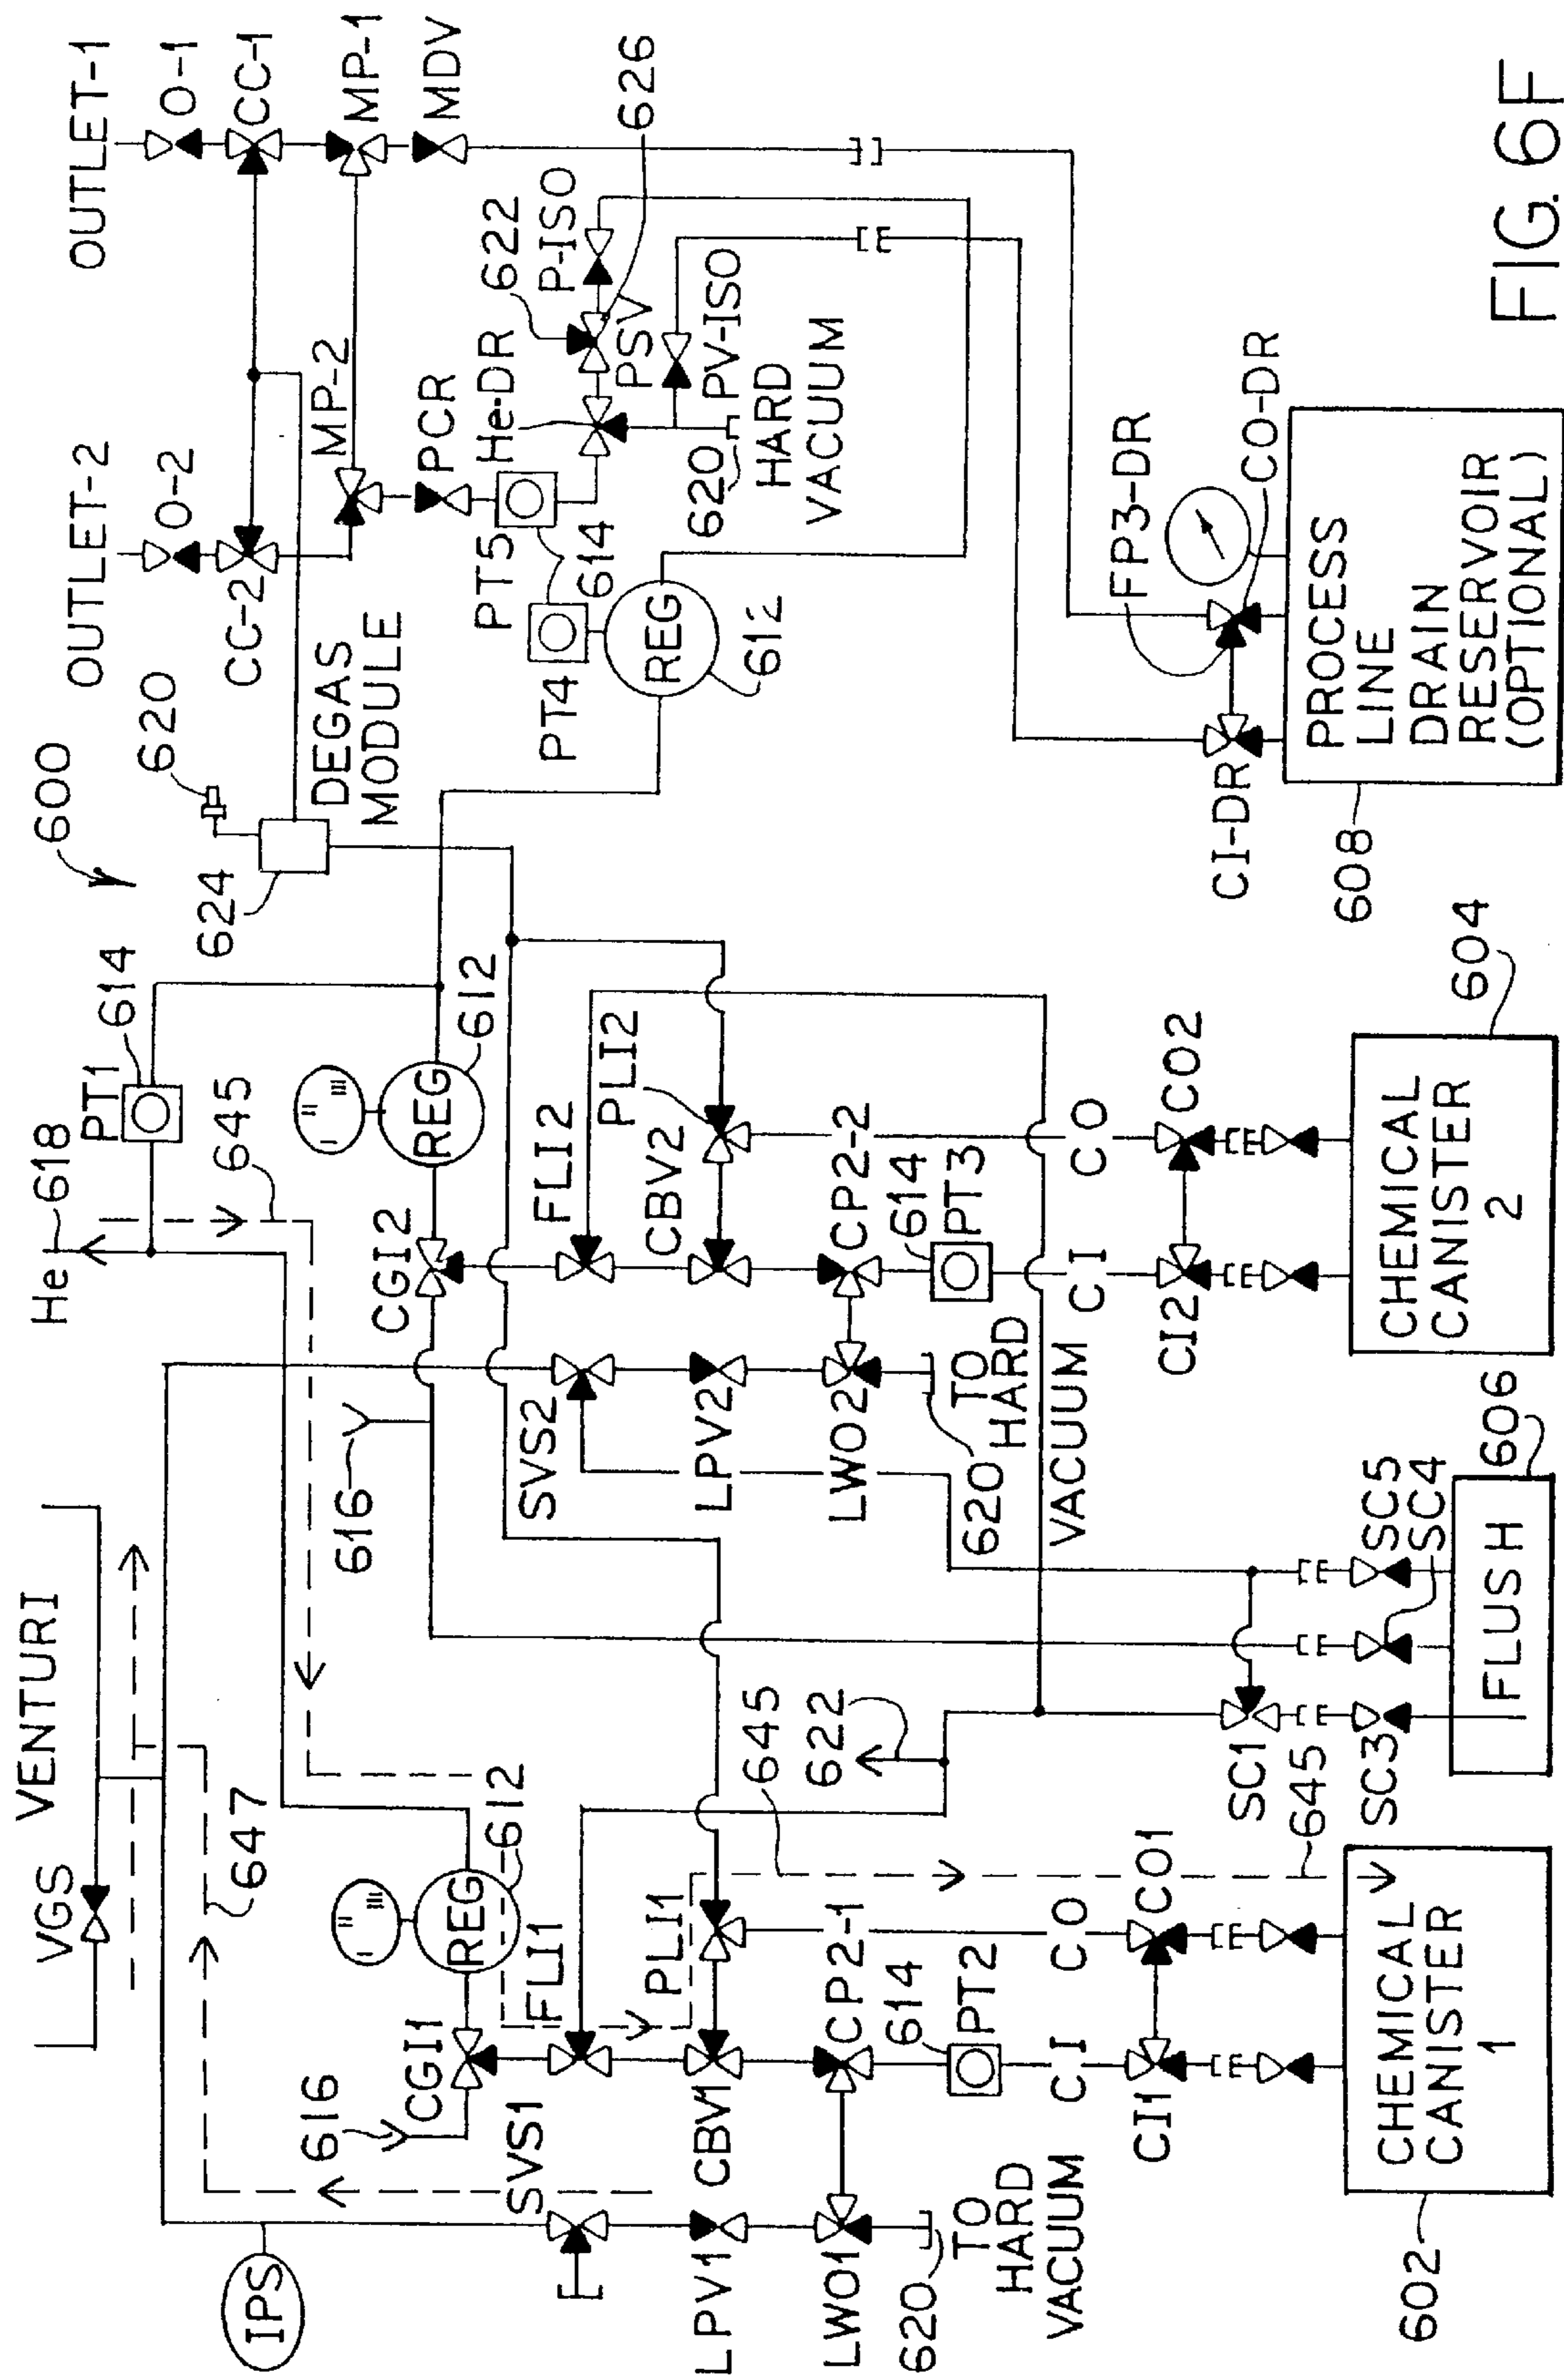 VGS VENTURI
He
618
PT1
614
600
620
OUTLET-2
O-2
OUTLET-1
O-1
CC-1
MP-1
MDV
IPS
647
645
616
CGI2
REG
612
624
DEGAS
MODULE
CC-2
MP-2
PCR
He-DR
622
P-ISO
626
616
CGI1
REG
612
SVS1
FLI1
SVS2
FLI2
PT5
614
PT4
REG
612
PSV
PV-ISO
620
HARD
VACUUM
LPV1
CBV1
PLI1
645
LPV2
CBV2
PLI2
622
LWO1
CP2-1
LWO2
CP2-2
620
TO
HARD
VACUUM
614
PT2
CI
CO
620
TO
HARD
VACUUM
614
PT3
CI
CO
CI1
CO1
SC1
645
SC3
SC5
SC4
606
CI2
CO2
CI-DR
FP3-DR
CO-DR
602
CHEMICAL
CANISTER
1
FLUSH
CHEMICAL
CANISTER
2
604
608
PROCESS
LINE
DRAIN
RESERVOIR
(OPTIONAL)
FIG. 6F